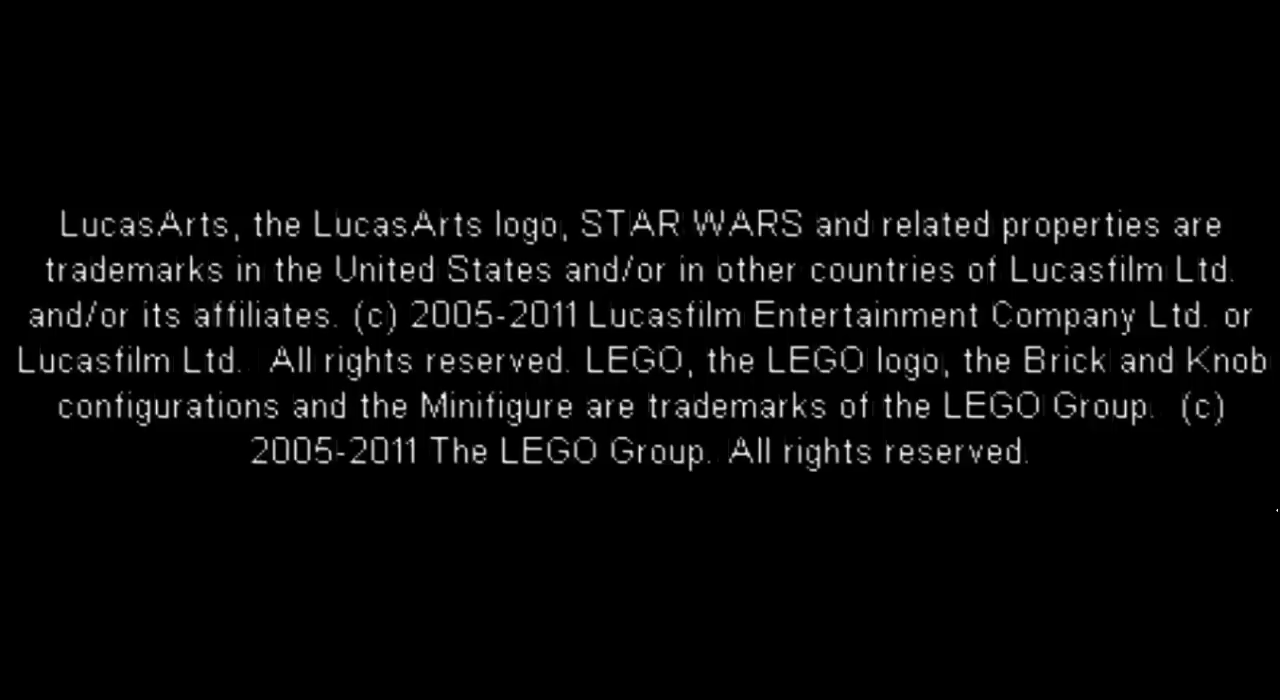 LucasArts, the LucasArts logo, STAR WARS and related properties are
trademarks in the United States and/or in other countries of Lucasfilm Ltd.
and/or its affiliates. (c) 2005-2011 Lucasfilm Entertainment Company Ltd. or
Lucasfilm Ltd.  All rights reserved. LEGO, the LEGO logo, the Brick and Knob
configurations and the Minifigure are trademarks of the LEGO Group.  (c)
2005-2011 The LEGO Group. All rights reserved.